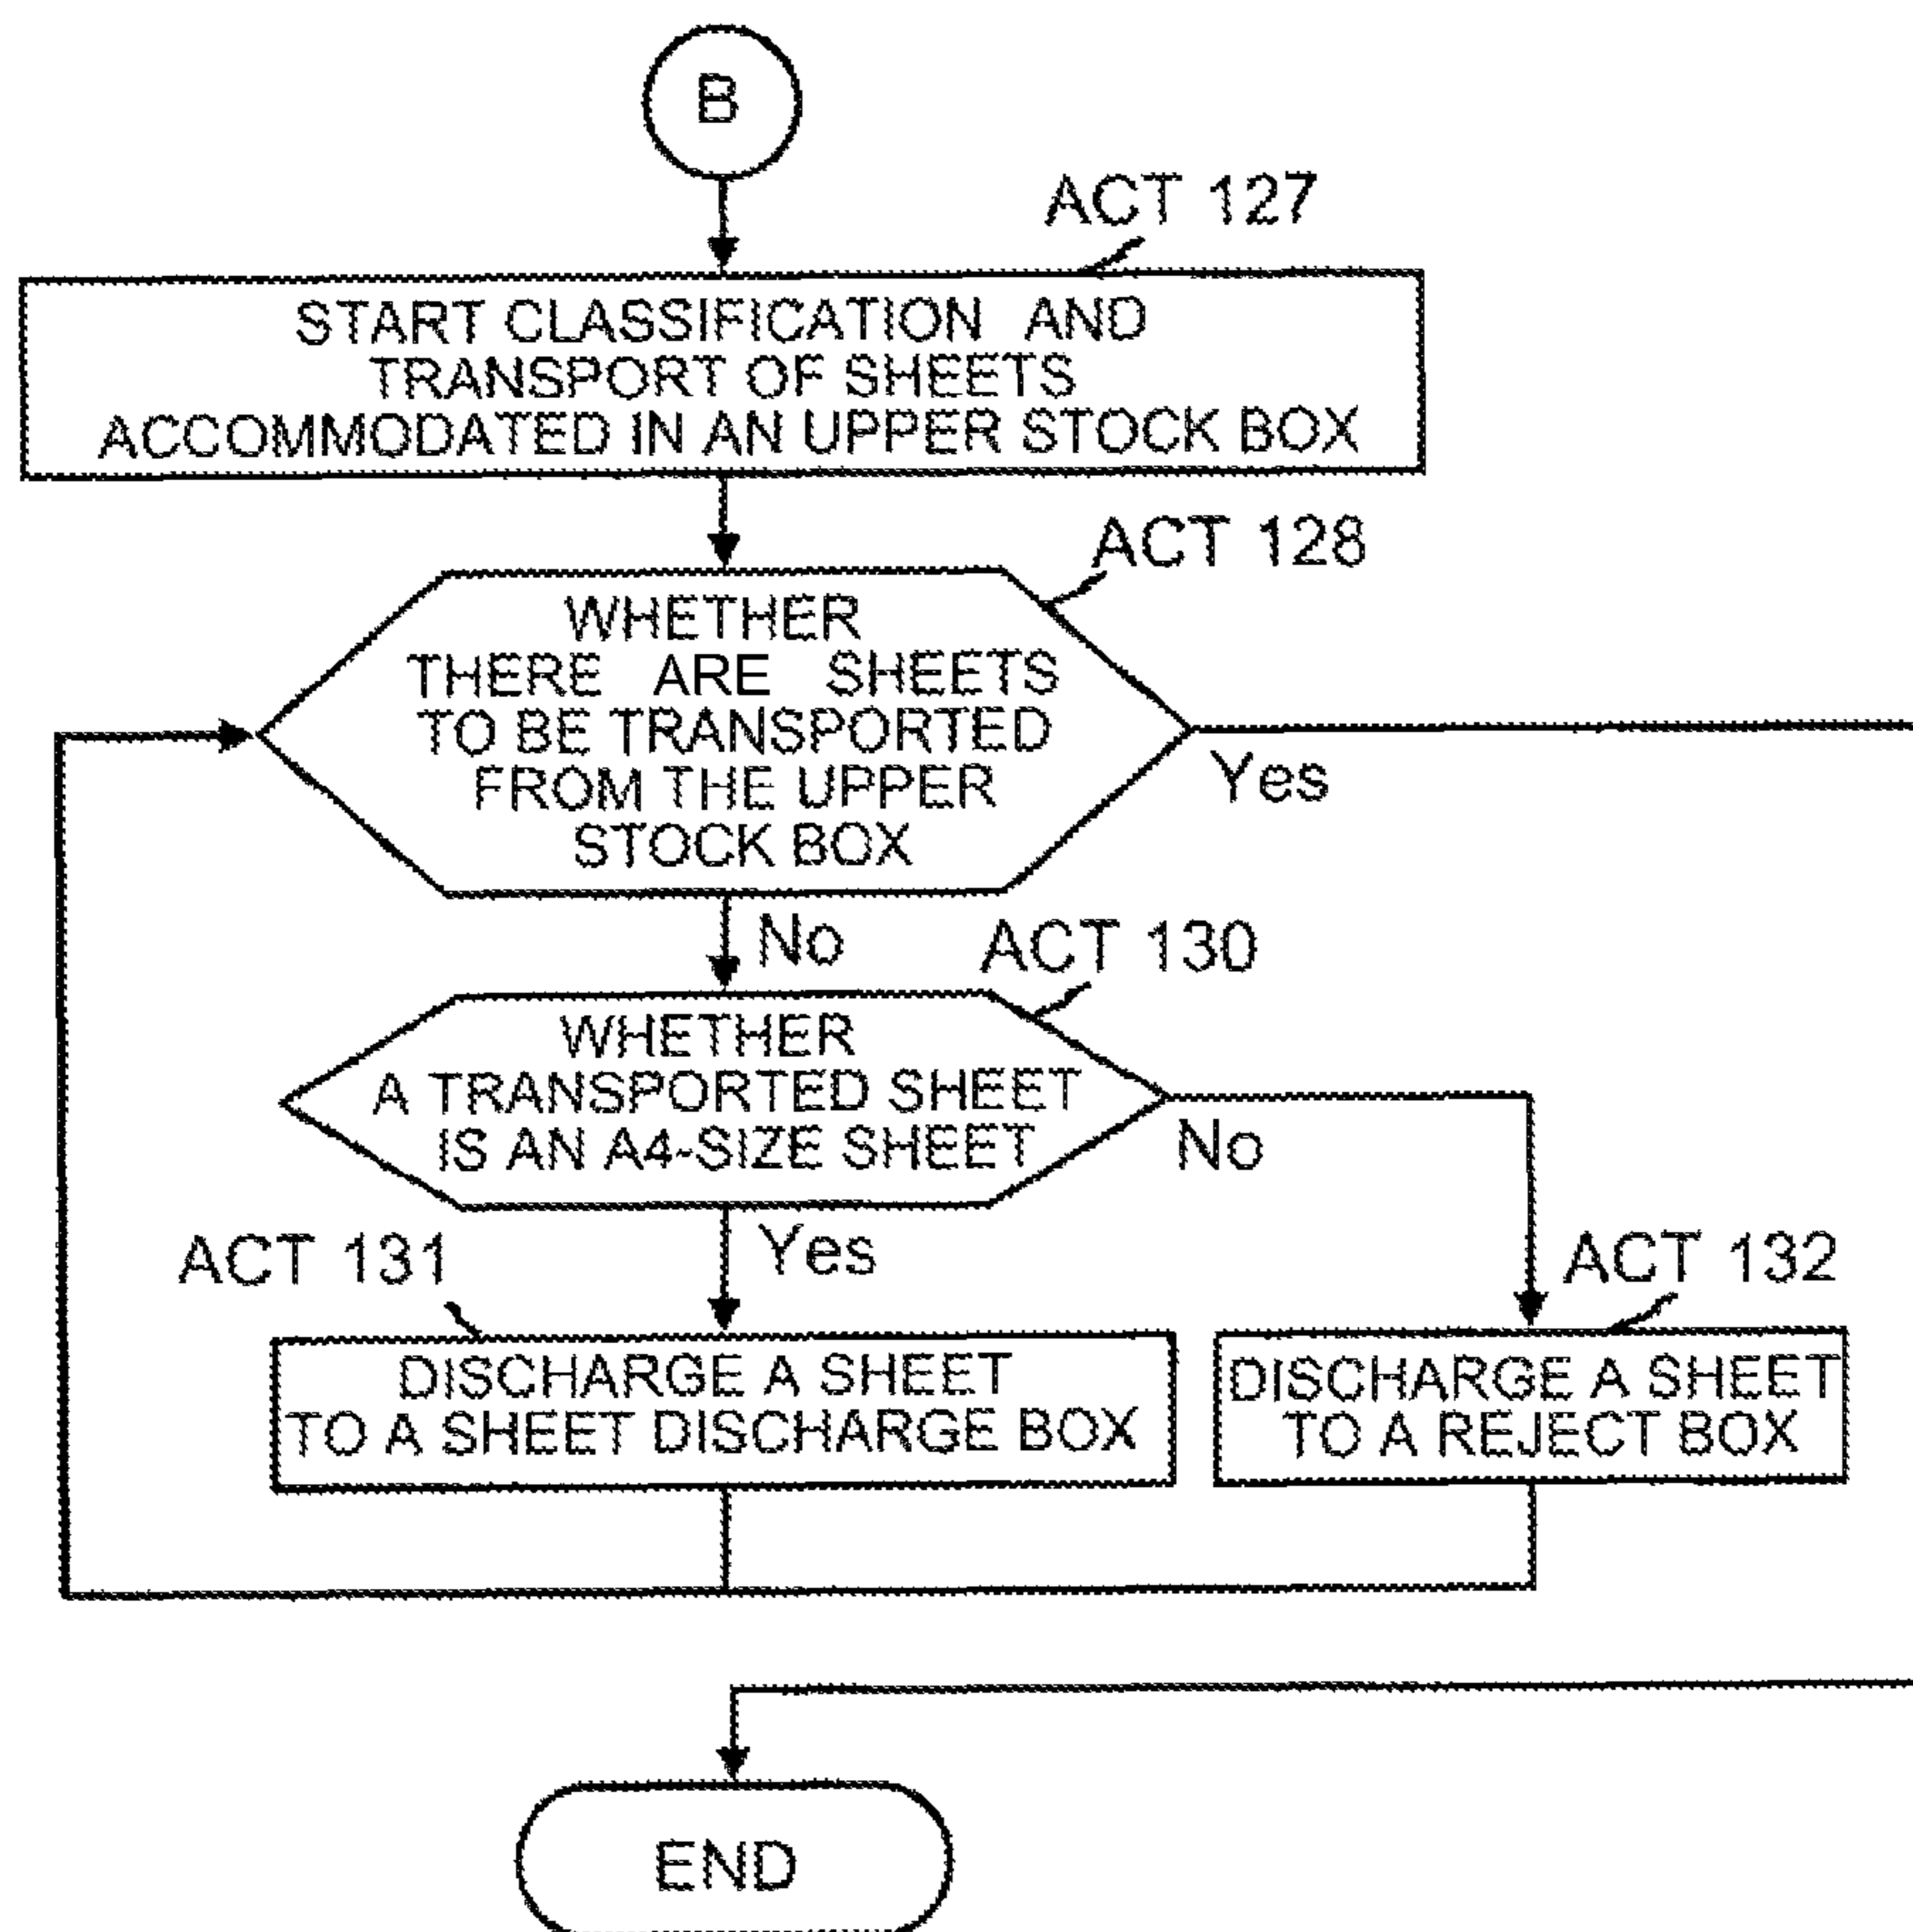 B
ACT 127
START CLASSIFICATION AND
TRANSPORT OF SHEETS
ACCOMMODATED IN AN UPPER STOCK BOX
ACT 128
WHETHER
THERE ARE SHEETS
TO BE TRANSPORTED
FROM THE UPPER
STOCK BOX
Yes
No
ACT 130
WHETHER
A TRANSPORTED SHEET
IS AN A4-SIZE SHEET
No
Yes
ACT 131
ACT 132
DISCHARGE A SHEET
TO A SHEET DISCHARGE BOX
DISCHARGE A SHEET
TO A REJECT BOX
END